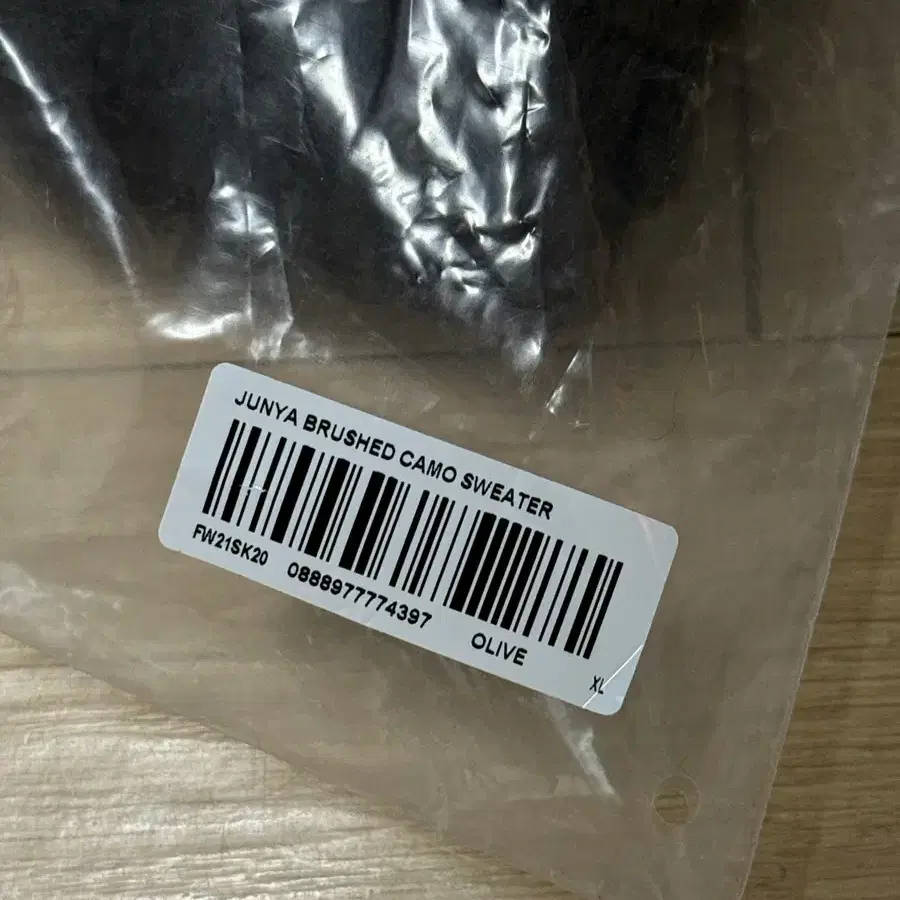 JUNYA BRUSHED CAMO SWEATER
FW21SK20
0888977774397
OLIVE
XL